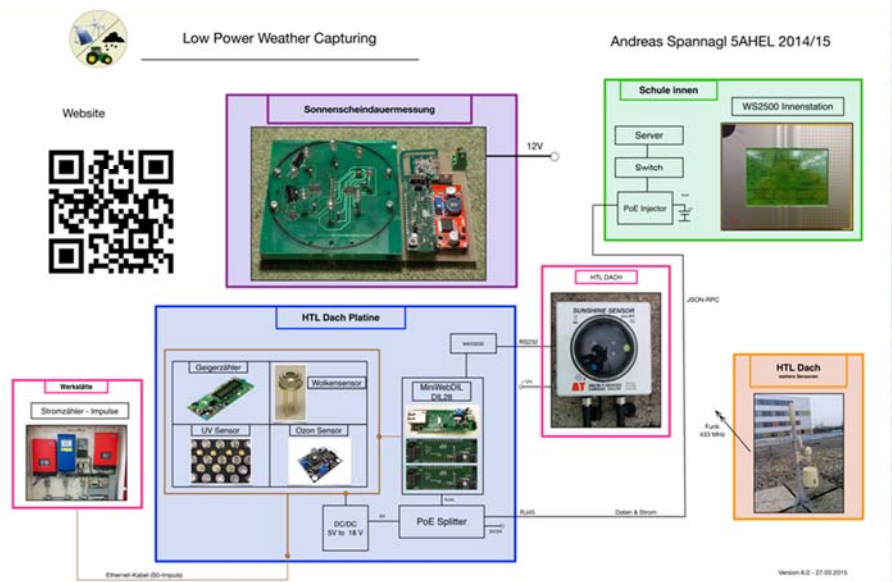 Low Power Weather Capturing
Andreas Spannagl 5AHEL 2014/15
Website
Sonnenscheindauermessung
12V
Schule innen
WS2500 Innenstation
Server
Switch
PoE Injector
HTL Dach Platine
Geigerzähler
Wolkensensor
UV Sensor
Ozon Sensor
MiniWebDIL
DIL28
RS232
HTL DACH
SUNSHINE SENSOR
JSON-RPC
HTL Dach
weitere Sensoren
Funk
433 MHz
Werkstätte
Stromzähler - Impulse
DC/DC
5V to 18 V
5V
PoE Splitter
RJ45
RJ45
Daten & Strom
Ethernet-Kabel (S0-Impuls)
Version 6.0 - 27.03.2015